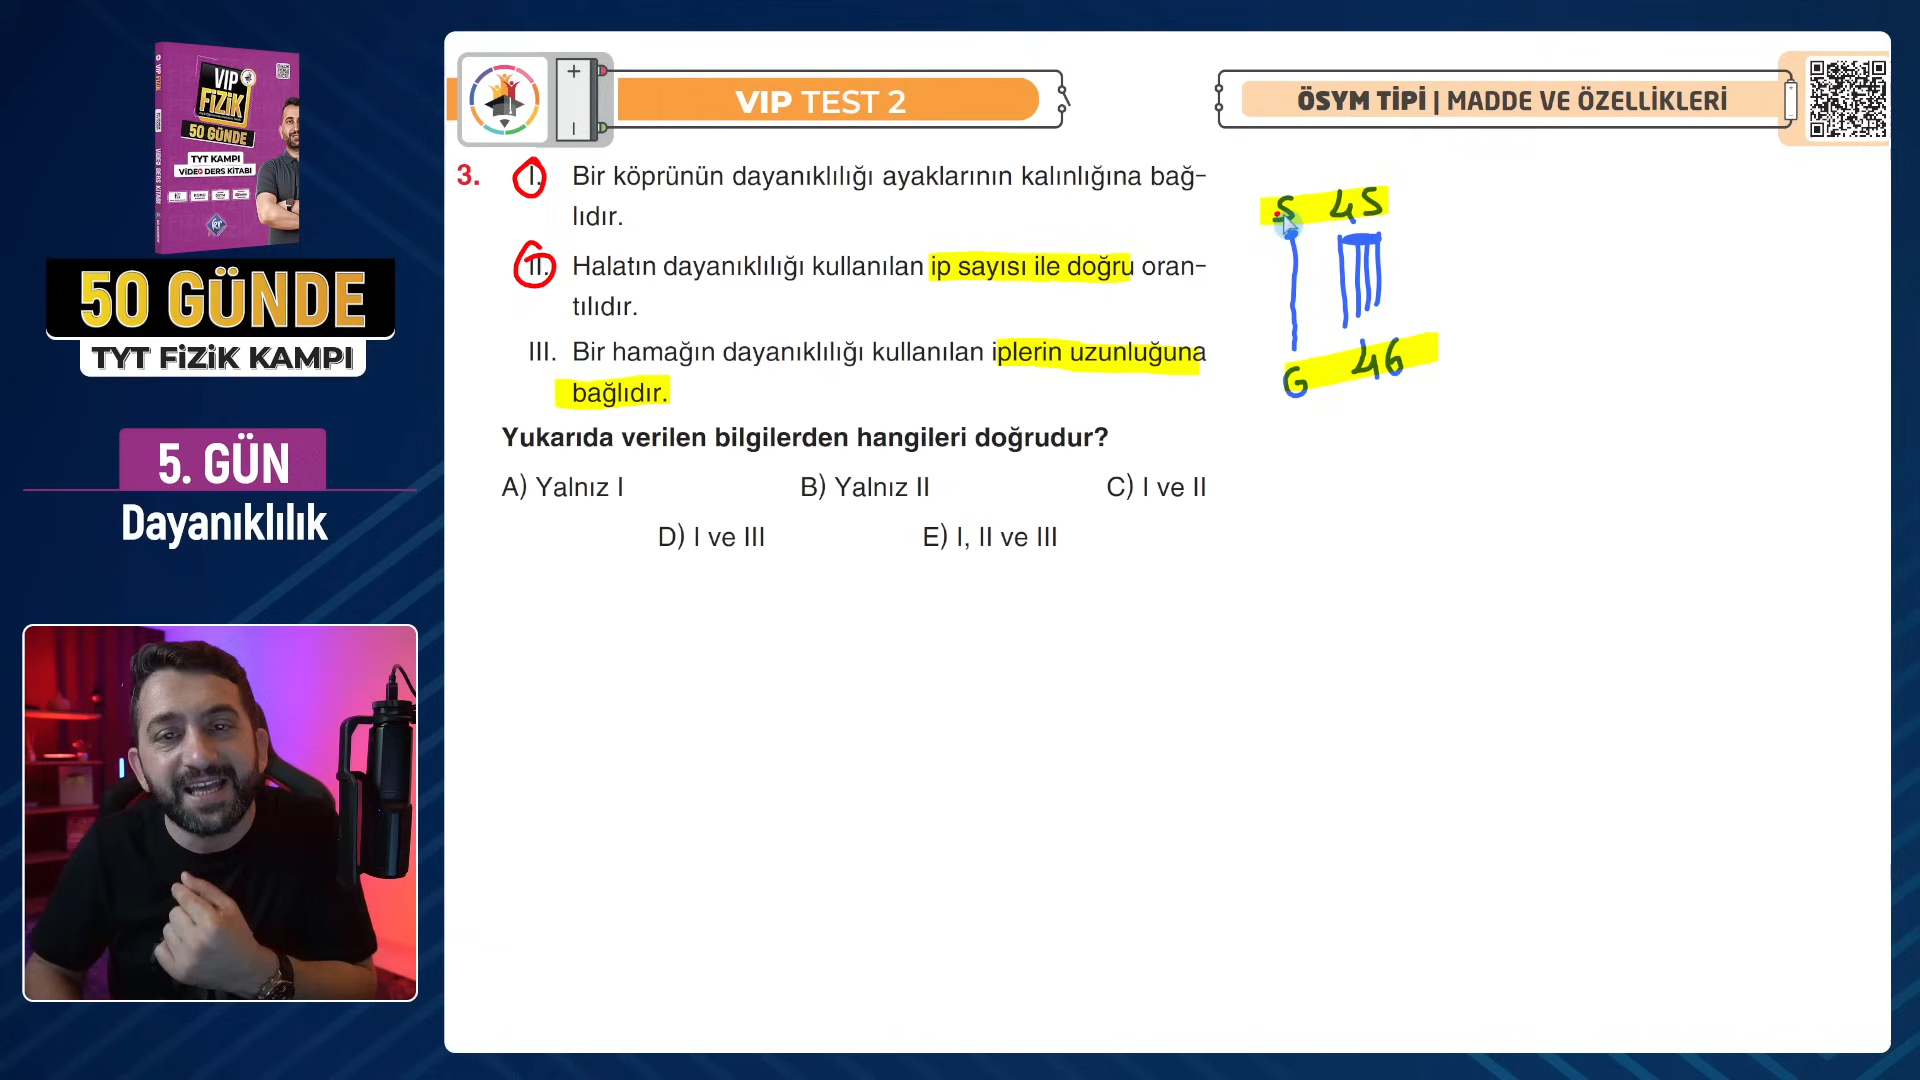 VIP
FİZİK
50 GÜNDE
TYT KAMPI
VİDEO DERS KİTABI
50 GÜNDE
TYT FİZİK KAMPI
5. GÜN
Dayanıklılık
VIP TEST 2
ÖSYM TİPİ | MADDE VE ÖZELLİKLERİ
3. I. Bir köprünün dayanıklılığı ayaklarının kalınlığına bağ-
lıdır.
II. Halatın dayanıklılığı kullanılan ip sayısı ile doğru oran-
tılıdır.
III. Bir hamağın dayanıklılığı kullanılan iplerin uzunluğuna
bağlıdır.
Yukarıda verilen bilgilerden hangileri doğrudur?
A) Yalnız I B) Yalnız II C) I ve II
D) I ve III E) I, II ve III
S 4S
G 4G